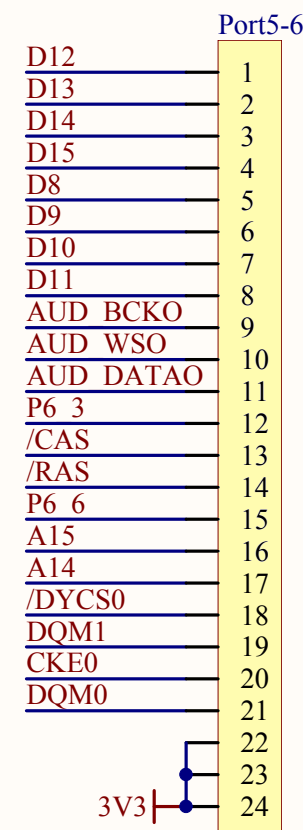 Port5-6
D12 1
D13 2
D14 3
D15 4
D8 5
D9 6
D10 7
D11 8
AUD BCKO 9
AUD WSO 10
AUD DATAO 11
P6 3 12
/CAS 13
/RAS 14
P6 6 15
A15 16
A14 17
/DYCS0 18
DQM1 19
CKE0 20
DQM0 21
22
23
3V3 24